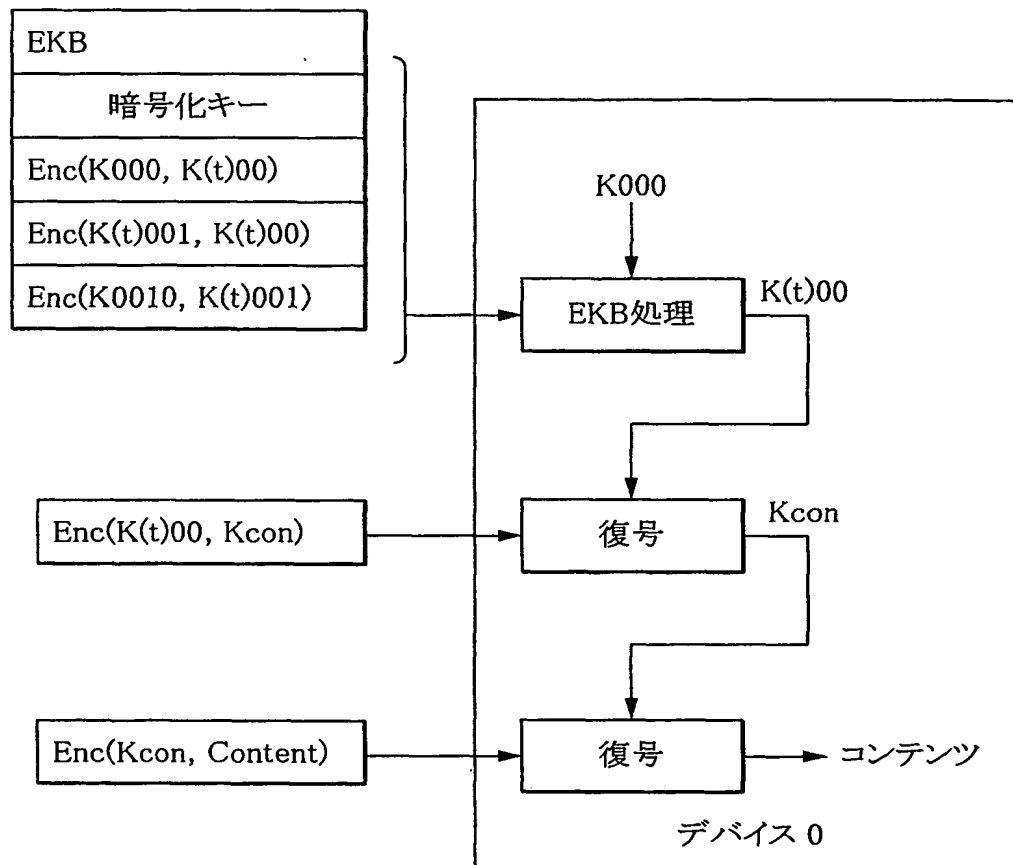 EKB
暗号化キー
Enc(K000, K(t)00)
Enc(K(t)001, K(t)00)
Enc(K0010, K(t)001)
K000
EKB処理
K(t)00
Enc(K(t)00, Kcon)
復号
Kcon
Enc(Kcon, Content)
復号
コンテンツ
デバイス 0